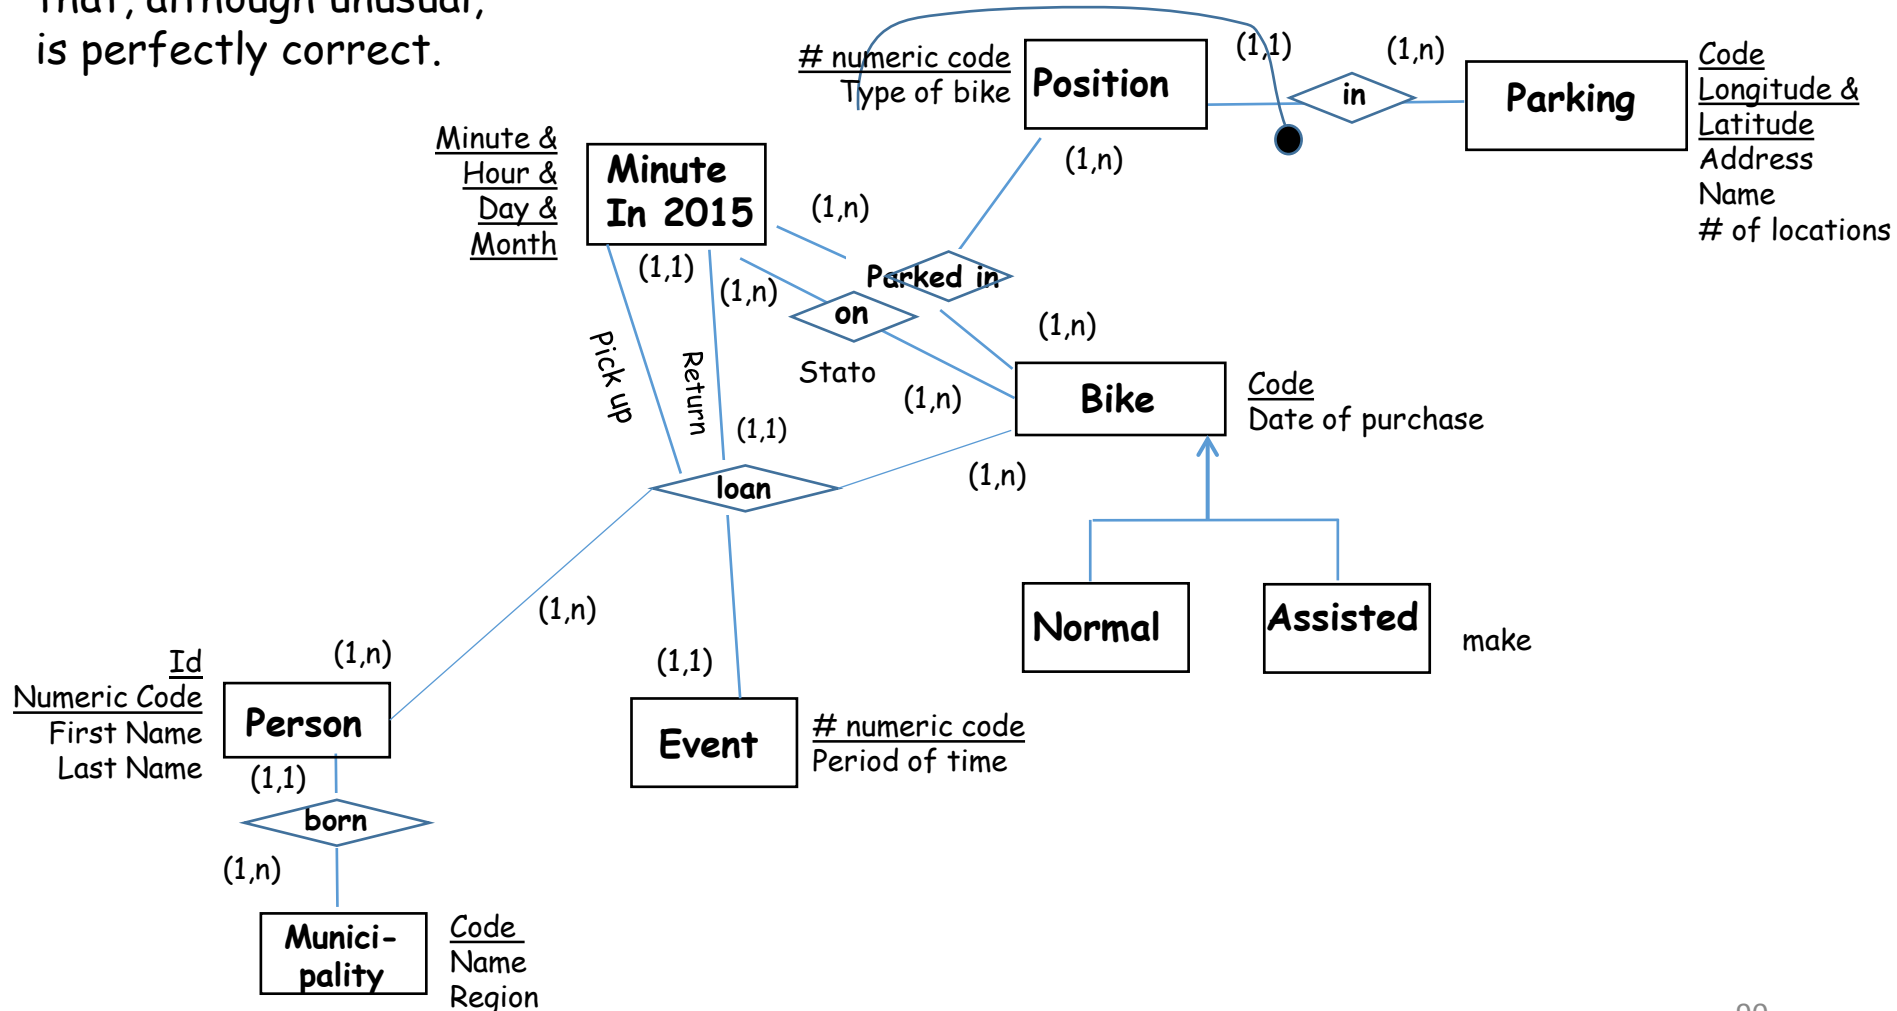 that, although unusual,
is perfectly correct.
# numeric code
Type of bike
Position
(1,1)
in
(1,n)
Parking
Code
Longitude &
Latitude
Address
Name
# of locations
Minute &
Hour &
Day &
Month
Minute
In 2015
(1,n)
(1,n)
(1,1)
(1,n)
Parked in
on
Stato
(1,n)
(1,n)
Pick up
Return
(1,1)
Bike
Code
Date of purchase
loan
(1,n)
Normal
Assisted
make
(1,n)
(1,n)
(1,1)
Id
Numeric Code
First Name
Last Name
Person
Event
# numeric code
Period of time
(1,1)
born
(1,n)
Munici-
pality
Code
Name
Region